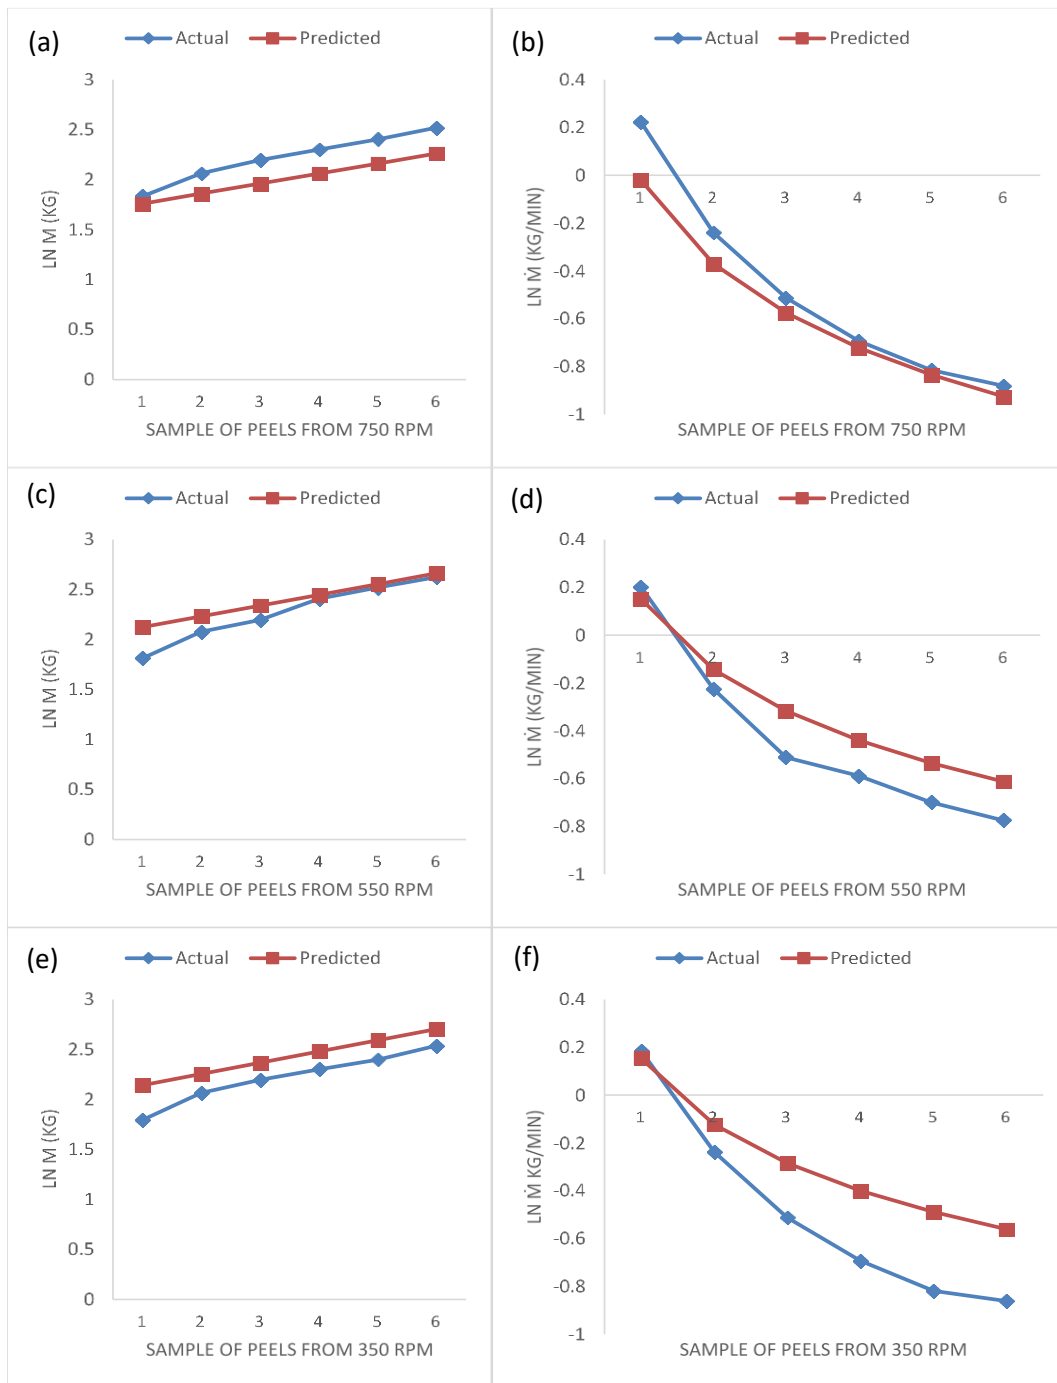 (a)
Actual Predicted
3
2.5
2
1.5
1
0.5
0
LN M (KG)
1 2 3 4 5 6
SAMPLE OF PEELS FROM 750 RPM
(b)
Actual Predicted
0.4
0.2
0
-0.2
-0.4
-0.6
-0.8
-1
LN Ṁ (KG/MIN)
1 2 3 4 5 6
SAMPLE OF PEELS FROM 750 RPM
(c)
Actual Predicted
3
2.5
2
1.5
1
0.5
0
LN M (KG)
1 2 3 4 5 6
SAMPLE OF PEELS FROM 550 RPM
(d)
Actual Predicted
0.4
0.2
0
-0.2
-0.4
-0.6
-0.8
-1
LN Ṁ (KG/MIN)
1 2 3 4 5 6
SAMPLE OF PEELS FROM 550 RPM
(e)
Actual Predicted
3
2.5
2
1.5
1
0.5
0
LN M (KG)
1 2 3 4 5 6
SAMPLE OF PEELS FROM 350 RPM
(f)
Actual Predicted
0.4
0.2
0
-0.2
-0.4
-0.6
-0.8
-1
LN Ṁ KG/MIN)
1 2 3 4 5 6
SAMPLE OF PEELS FROM 350 RPM